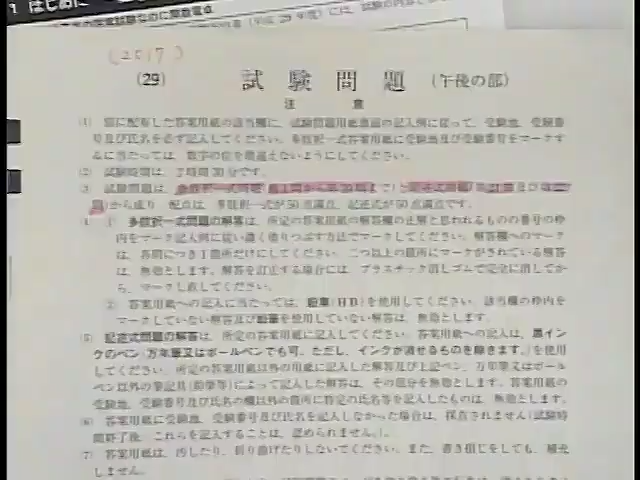 1 はじめに
(2017)
(29) 試験問題 (午後の部)
注 意
(1) 別に配布した答案用紙の該当欄に、試験問題用紙裏面の記入例に従って、受験地、受験番
号及び氏名を必ず記入してください。多肢択一式答案用紙に受験地及び受験番号をマークす
るに当たっては、数字の位を間違えないようにしてください。
(2) 試験時間は、3時間です。
(3) 試験問題は、多肢択一式問題(第1問から第20問まで)と記述式問題(第21問及び第22
問)から成り、配点は、多肢択一式が50点満点、記述式が50点満点です。
(4) ① 多肢択一式問題の解答は、所定の答案用紙の解答欄の正解と思われるものの番号の枠
内をマーク記入例に従い濃く塗りつぶす方法でマークしてください。解答欄へのマーク
は、各問につき1箇所だけにしてください。二つ以上の箇所にマークがされている解答
は、無効とします。解答を訂正する場合には、プラスチック消しゴムで完全に消してか
ら、マークし直してください。
② 答案用紙への記入に当たっては、鉛筆(HB)を使用してください。該当欄の枠内を
マークしていない解答及び鉛筆を使用していない解答は、無効とします。
(5) 記述式問題の解答は、所定の答案用紙に記入してください。答案用紙への記入は、黒イン
クのペン(万年筆又はボールペンでも可。ただし、インクが消せるものを除きます。)を使用
してください。所定の答案用紙以外の用紙に記入した解答及び上記ペン、万年筆又はボール
ペン以外の筆記具(鉛筆等)によって記入した解答は、その部分を無効とします。答案用紙の
受験地、受験番号及び氏名の欄以外の箇所に特定の氏名等を記入したものは、無効とします。
(6) 答案用紙に受験地、受験番号及び氏名を記入しなかった場合は、採点されません(試験時
間終了後、これらを記入することは、認められません。)。
(7) 答案用紙は、汚したり、折り曲げたりしないでください。また、書き損じをしても、補充
しません。